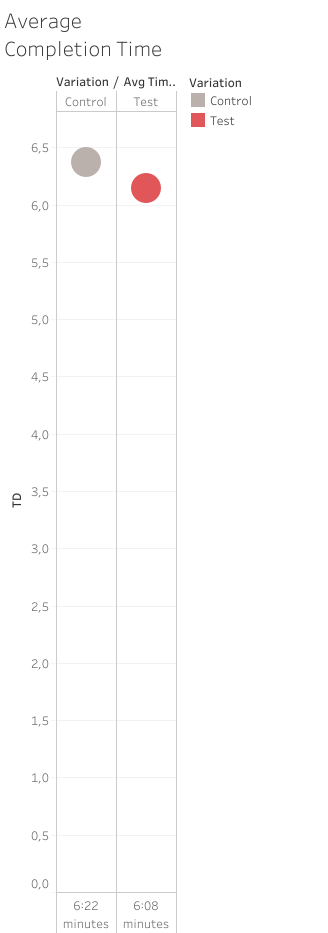 Average
Completion Time
Variation / Avg Tim..
Control
Test
Variation
Control
Test
6,5
6,0
5,5
5,0
4,5
4,0
3,5
3,0
2,5
2,0
1,5
1,0
0,5
0,0
TD
6:22
minutes
6:08
minutes